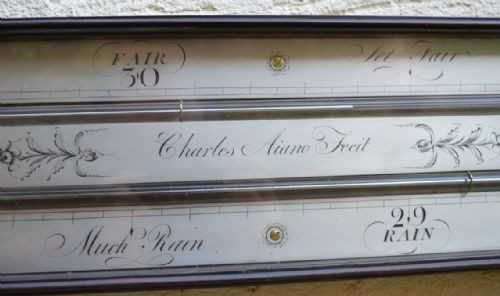 FAIR
30
Set Fair
Charles Aiano Fecit
Much Rain
29
RAIN